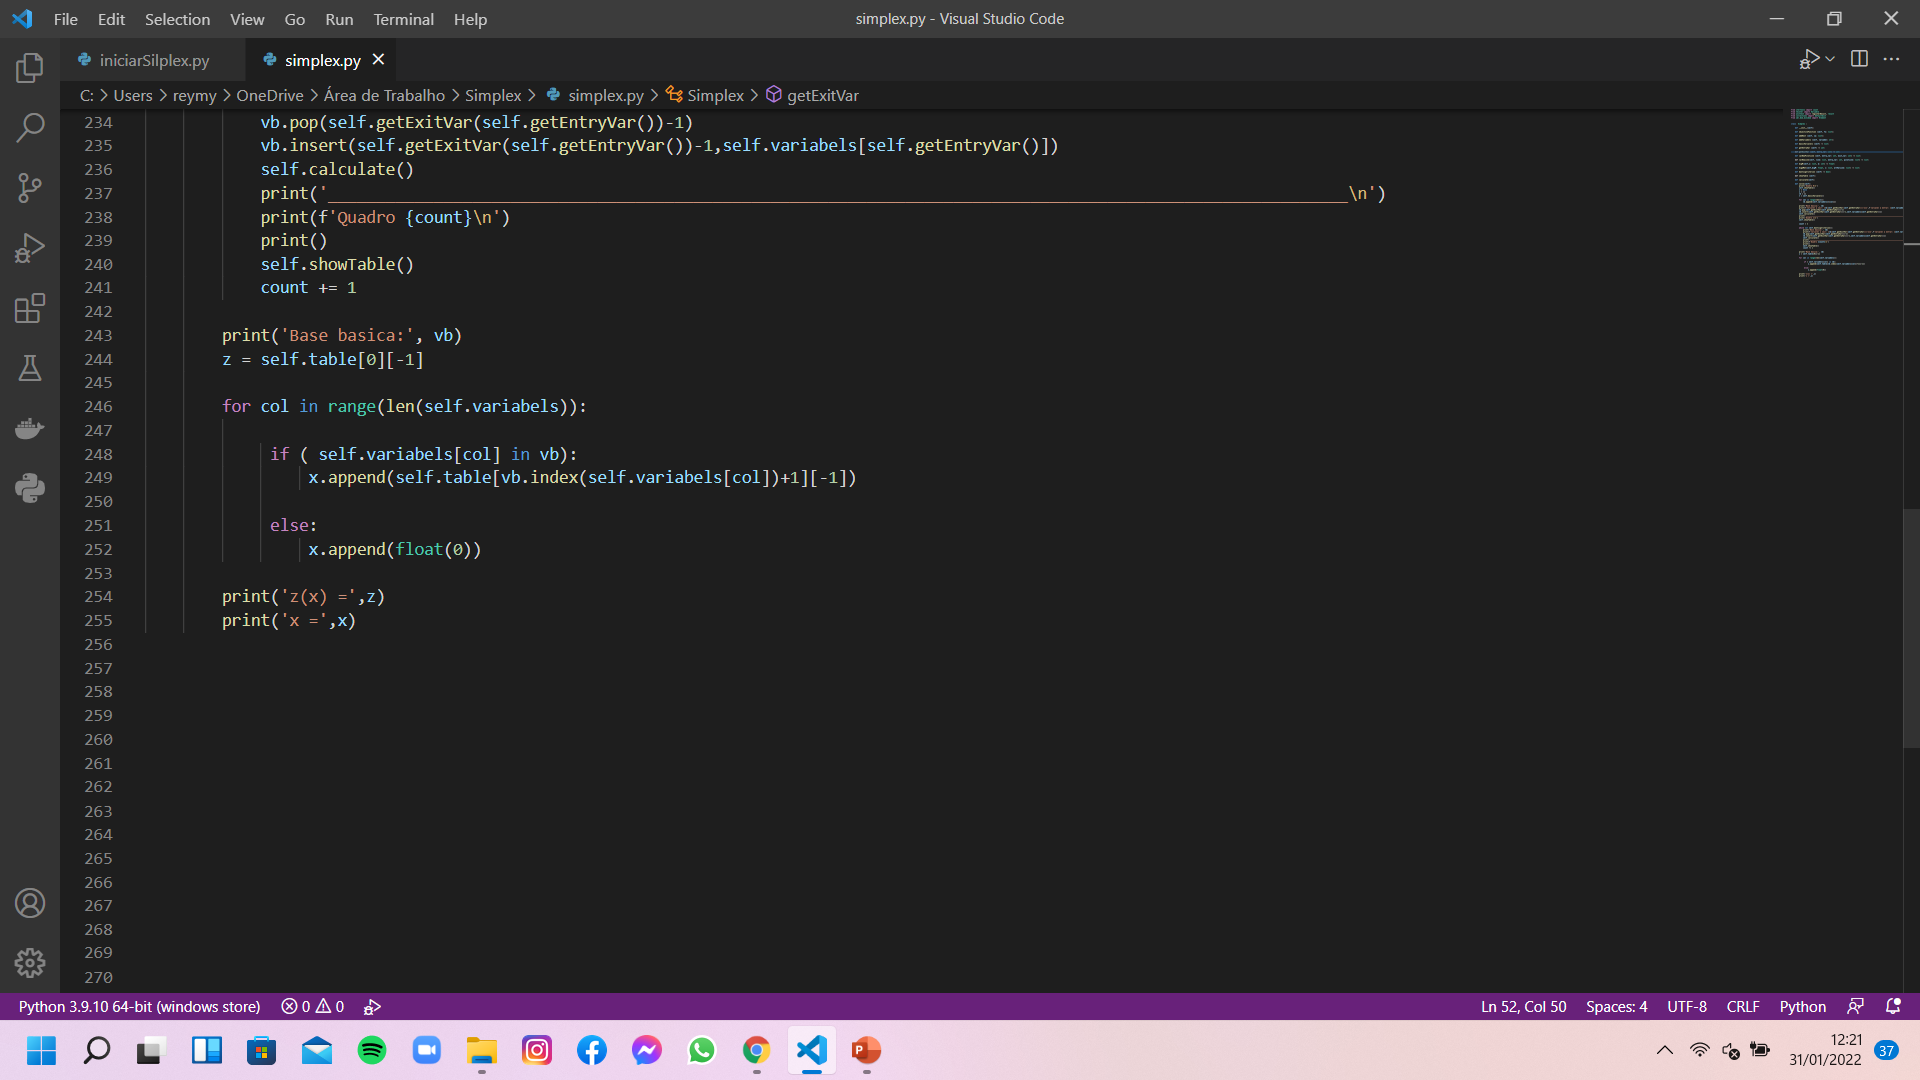 File Edit Selection View Go Run Terminal Help simplex.py - Visual Studio Code
iniciarSilplex.py simplex.py
C: > Users > reymy > OneDrive > Área de Trabalho > Simplex > simplex.py > Simplex > getExitVar
234 vb.pop(self.getExitVar(self.getEntryVar())-1)
235 vb.insert(self.getExitVar(self.getEntryVar())-1,self.variabels[self.getEntryVar()])
236 self.calculate()
237 print('__________________________________________________________________________________________________________\n')
238 print(f'Quadro {count}\n')
239 print()
240 self.showTable()
241 count += 1
242
243 print('Base basica:', vb)
244 z = self.table[0][-1]
245
246 for col in range(len(self.variabels)):
247
248 if ( self.variabels[col] in vb):
249 x.append(self.table[vb.index(self.variabels[col])+1][-1])
250
251 else:
252 x.append(float(0))
253
254 print('z(x) =',z)
255 print('x =',x)
256
257
258
259
260
261
262
263
264
265
266
267
268
269
270
Python 3.9.10 64-bit (windows store) 0 0 Ln 52, Col 50 Spaces: 4 UTF-8 CRLF Python
12:21
31/01/2022 37